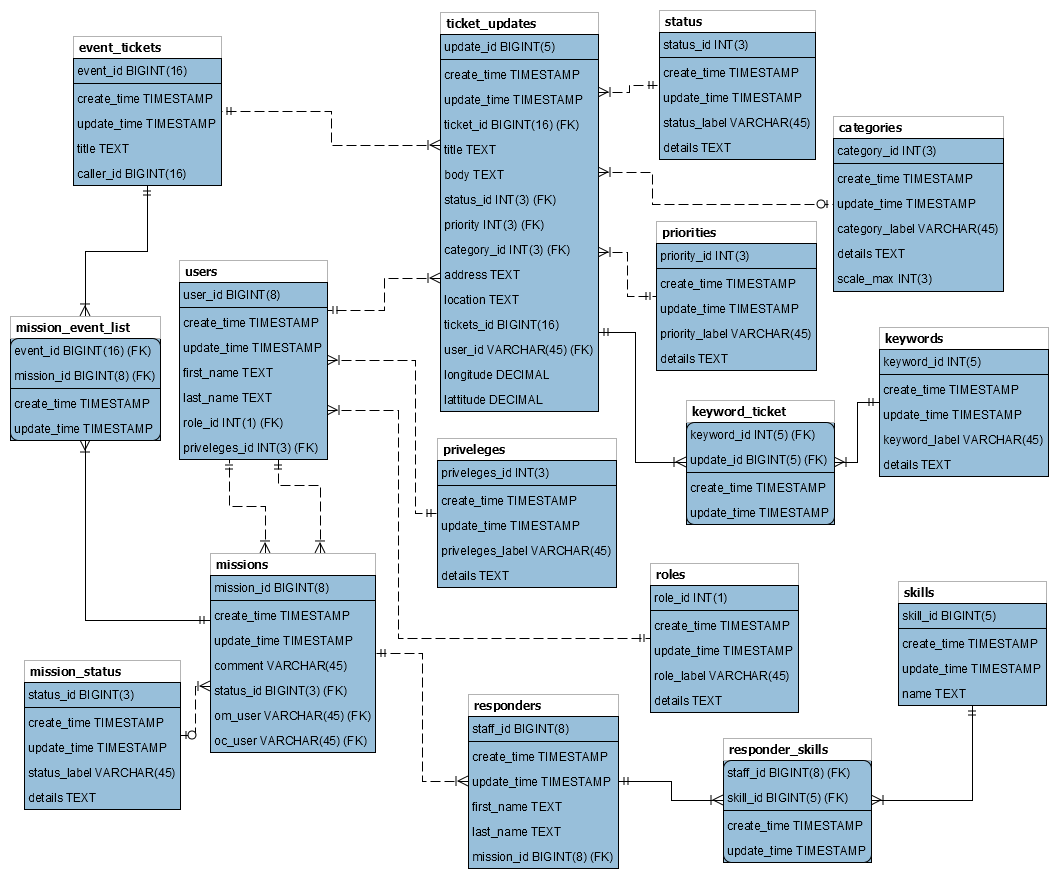 event_tickets
event_id BIGINT(16)
create_time TIMESTAMP
update_time TIMESTAMP
title TEXT
caller_id BIGINT(16)
ticket_updates
update_id BIGINT(5)
create_time TIMESTAMP
update_time TIMESTAMP
ticket_id BIGINT(16) (FK)
title TEXT
body TEXT
status_id INT(3) (FK)
priority INT(3) (FK)
category_id INT(3) (FK)
address TEXT
location TEXT
tickets_id BIGINT(16)
user_id VARCHAR(45) (FK)
longitude DECIMAL
lattitude DECIMAL
status
status_id INT(3)
create_time TIMESTAMP
update_time TIMESTAMP
status_label VARCHAR(45)
details TEXT
categories
category_id INT(3)
create_time TIMESTAMP
update_time TIMESTAMP
category_label VARCHAR(45)
details TEXT
scale_max INT(3)
priorities
priority_id INT(3)
create_time TIMESTAMP
update_time TIMESTAMP
priority_label VARCHAR(45)
details TEXT
users
user_id BIGINT(8)
create_time TIMESTAMP
update_time TIMESTAMP
first_name TEXT
last_name TEXT
role_id INT(1) (FK)
priveleges_id INT(3) (FK)
mission_event_list
event_id BIGINT(16) (FK)
mission_id BIGINT(8) (FK)
create_time TIMESTAMP
update_time TIMESTAMP
keywords
keyword_id INT(5)
create_time TIMESTAMP
update_time TIMESTAMP
keyword_label VARCHAR(45)
details TEXT
keyword_ticket
keyword_id INT(5) (FK)
update_id BIGINT(5) (FK)
create_time TIMESTAMP
update_time TIMESTAMP
priveleges
priveleges_id INT(3)
create_time TIMESTAMP
update_time TIMESTAMP
priveleges_label VARCHAR(45)
details TEXT
missions
mission_id BIGINT(8)
create_time TIMESTAMP
update_time TIMESTAMP
comment VARCHAR(45)
status_id BIGINT(3) (FK)
om_user VARCHAR(45) (FK)
oc_user VARCHAR(45) (FK)
roles
role_id INT(1)
create_time TIMESTAMP
update_time TIMESTAMP
role_label VARCHAR(45)
details TEXT
skills
skill_id BIGINT(5)
create_time TIMESTAMP
update_time TIMESTAMP
name TEXT
mission_status
status_id BIGINT(3)
create_time TIMESTAMP
update_time TIMESTAMP
status_label VARCHAR(45)
details TEXT
responders
staff_id BIGINT(8)
create_time TIMESTAMP
update_time TIMESTAMP
first_name TEXT
last_name TEXT
mission_id BIGINT(8) (FK)
responder_skills
staff_id BIGINT(8) (FK)
skill_id BIGINT(5) (FK)
create_time TIMESTAMP
update_time TIMESTAMP